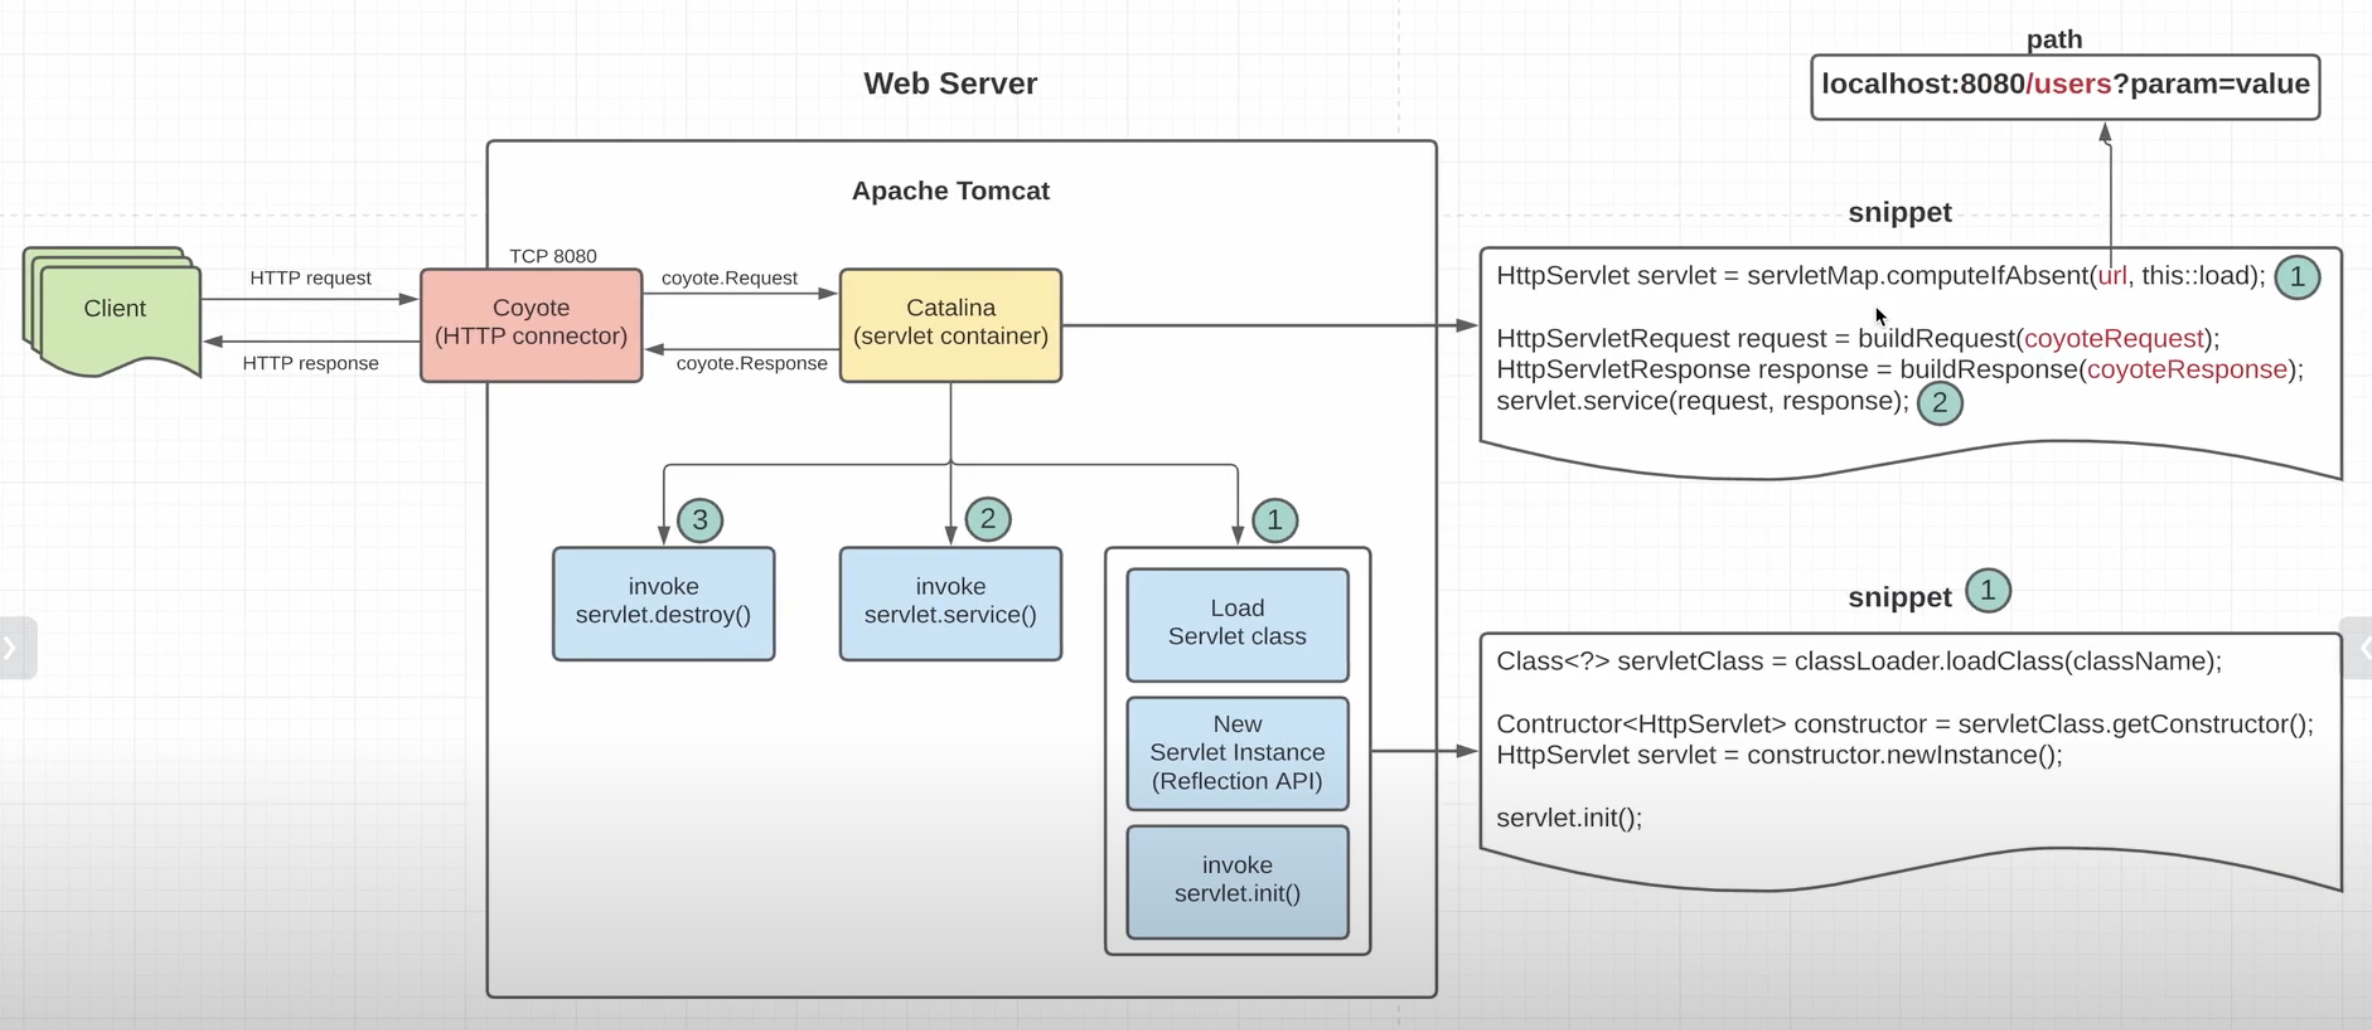 path
localhost:8080/users?param=value
Web Server
Apache Tomcat
snippet
TCP 8080
HTTP request
coyote.Request
Client
Coyote
(HTTP connector)
Catalina
(servlet container)
HTTP response
coyote.Response
HttpServlet servlet = servletMap.computeIfAbsent(url, this::load); 1
HttpServletRequest request = buildRequest(coyoteRequest);
HttpServletResponse response = buildResponse(coyoteResponse);
servlet.service(request, response); 2
3
2
1
invoke
servlet.destroy()
invoke
servlet.service()
Load
Servlet class
New
Servlet Instance
(Reflection API)
invoke
servlet.init()
snippet 1
Class<?> servletClass = classLoader.loadClass(className);
Contructor<HttpServlet> constructor = servletClass.getConstructor();
HttpServlet servlet = constructor.newInstance();
servlet.init();